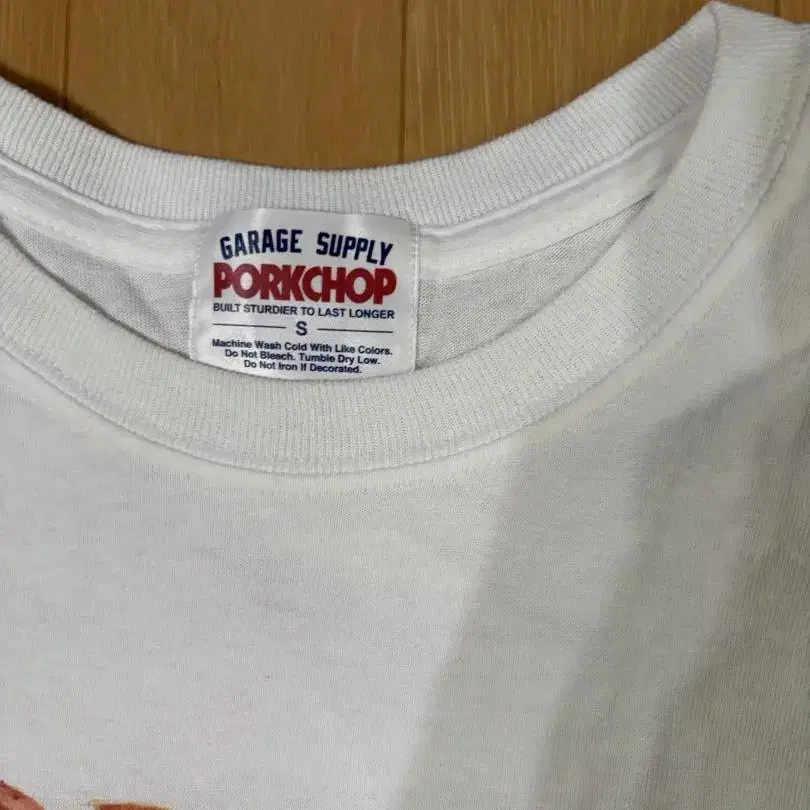 GARAGE SUPPLY
PORKCHOP
BUILT STURDIER TO LAST LONGER
S
Machine Wash Cold With Like Colors.
Do Not Bleach. Tumble Dry Low.
Do Not Iron If Decorated.